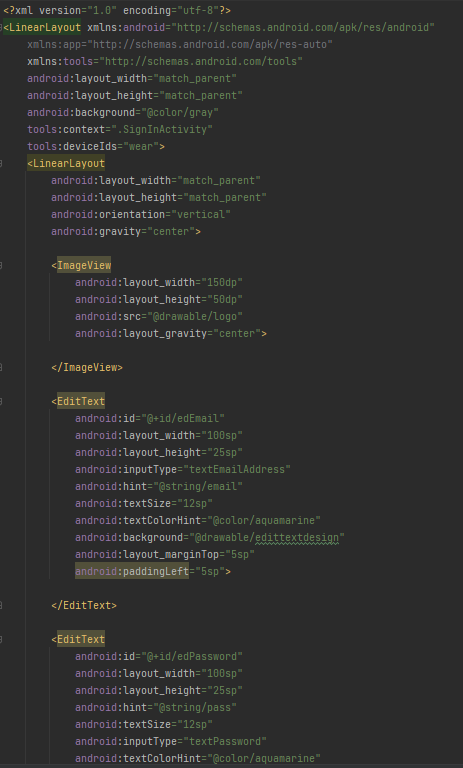 <?xml version="1.0" encoding="utf-8"?>
<LinearLayout xmlns:android="http://schemas.android.com/apk/res/android"
    xmlns:app="http://schemas.android.com/apk/res-auto"
    xmlns:tools="http://schemas.android.com/tools"
    android:layout_width="match_parent"
    android:layout_height="match_parent"
    android:background="@color/gray"
    tools:context=".SignInActivity"
    tools:deviceIds="wear">
    <LinearLayout
        android:layout_width="match_parent"
        android:layout_height="match_parent"
        android:orientation="vertical"
        android:gravity="center">

        <ImageView
            android:layout_width="150dp"
            android:layout_height="50dp"
            android:src="@drawable/logo"
            android:layout_gravity="center">

        </ImageView>

        <EditText
            android:id="@+id/edEmail"
            android:layout_width="100sp"
            android:layout_height="25sp"
            android:inputType="textEmailAddress"
            android:hint="@string/email"
            android:textSize="12sp"
            android:textColorHint="@color/aquamarine"
            android:background="@drawable/edittextdesign"
            android:layout_marginTop="5sp"
            android:paddingLeft="5sp">

        </EditText>

        <EditText
            android:id="@+id/edPassword"
            android:layout_width="100sp"
            android:layout_height="25sp"
            android:hint="@string/pass"
            android:textSize="12sp"
            android:inputType="textPassword"
            android:textColorHint="@color/aquamarine"